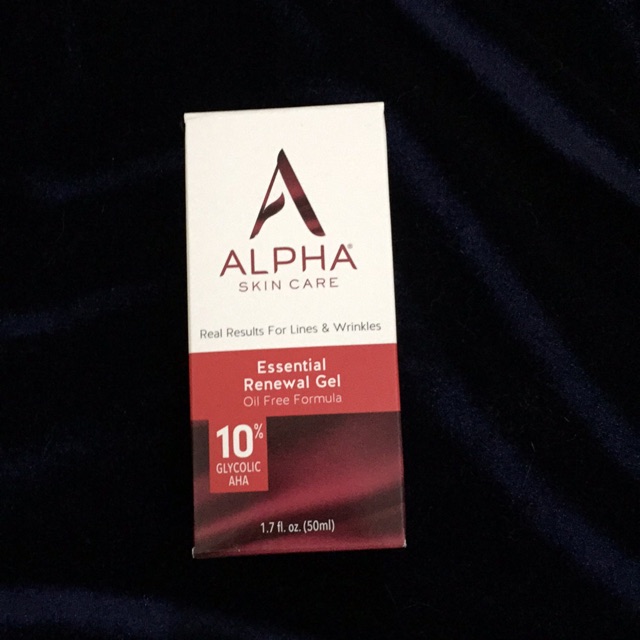 ALPHA®
SKIN CARE
Real Results For Lines & Wrinkles
Essential
Renewal Gel
Oil Free Formula
10%
GLYCOLIC
AHA
1.7 fl. oz. (50ml)